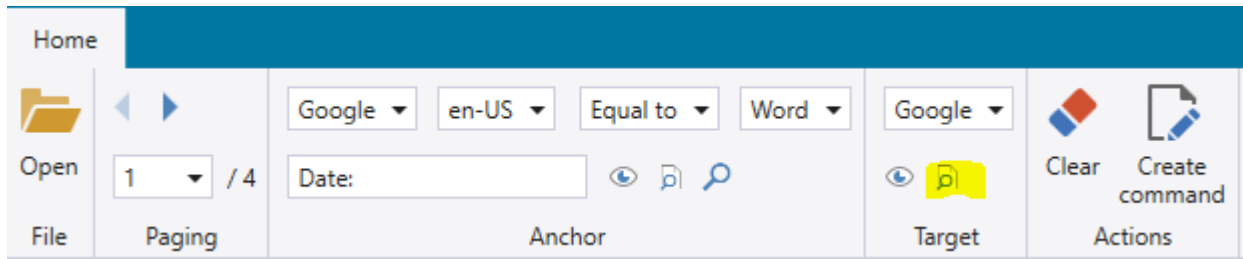 Home
Google en-US Equal to Word Google
Open Clear Create command
1 / 4 Date:
File Paging Anchor Target Actions